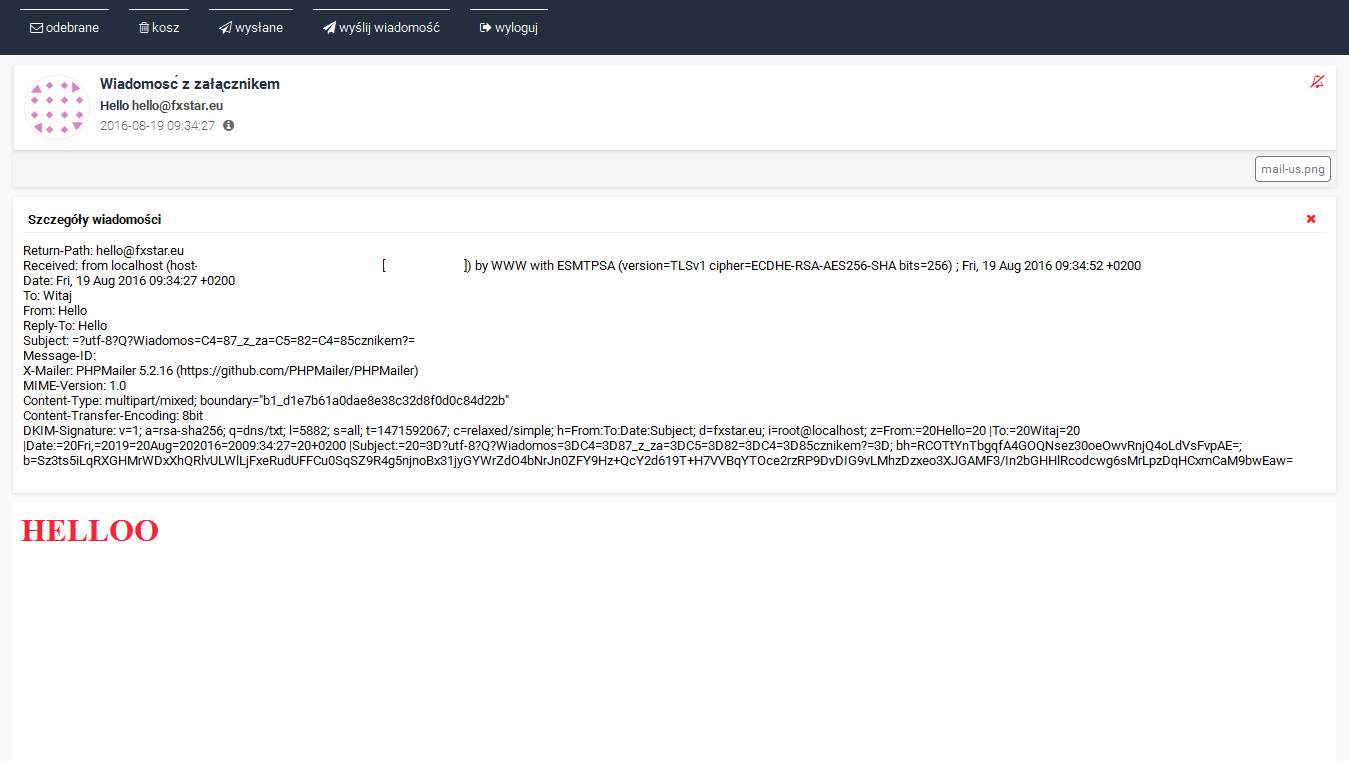 odebrane kosz wysłane wyślij wiadomość wyloguj
Wiadomosć z załącznikem
Hello hello@fxstar.eu
2016-08-19 09:34:27
mail-us.png
Szczegóły wiadomości
Return-Path: hello@fxstar.eu
Received: from localhost (host- [ ]) by WWW with ESMTPSA (version=TLSv1 cipher=ECDHE-RSA-AES256-SHA bits=256) ; Fri, 19 Aug 2016 09:34:52 +0200
Date: Fri, 19 Aug 2016 09:34:27 +0200
To: Witaj
From: Hello
Reply-To: Hello
Subject: =?utf-8?Q?Wiadomos=C4=87_z_za=C5=82=C4=85cznikem?=
Message-ID:
X-Mailer: PHPMailer 5.2.16 (https://github.com/PHPMailer/PHPMailer)
MIME-Version: 1.0
Content-Type: multipart/mixed; boundary="b1_d1e7b61a0dae8e38c32d8f0d0c84d22b"
Content-Transfer-Encoding: 8bit
DKIM-Signature: v=1; a=rsa-sha256; q=dns/txt; l=5882; s=all; t=1471592067; c=relaxed/simple; h=From:To:Date:Subject; d=fxstar.eu; i=root@localhost; z=From:=20Hello=20 |To:=20Witaj=20
|Date:=20Fri,=2019=20Aug=202016=2009:34:27=20+0200 |Subject:=20=3D?utf-8?Q?Wiadomos=3DC4=3D87_z_za=3DC5=3D82=3DC4=3D85cznikem?=3D; bh=RCOTtYnTbgqfA4GOQNsez30oeOwvRnjQ4oLdVsFvpAE=;
b=Sz3ts5iLqRXGHMrWDxXhQRlvULWlLjFxeRudUFFCu0SqSZ9R4g5njnoBx31jyGYWrZdO4bNrJn0ZFY9Hz+QcY2d619T+H7VVBqYTOce2rzRP9DvDIG9vLMhzDzxeo3XJGAMF3/In2bGHHlRcodcwg6sMrLpzDqHCxmCaM9bwEaw=
HELLOO